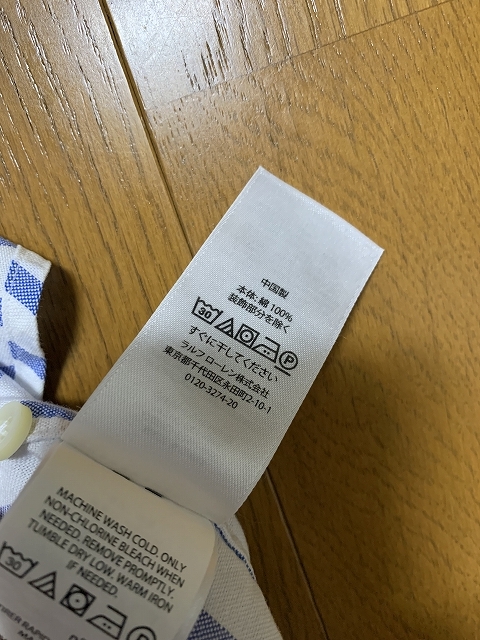 中国製
本体: 綿 100%
装飾部分を除く
30 P
すぐに干してください
ラルフ ローレン株式会社
東京都千代田区永田町2-10-1
0120-3274-20
MACHINE WASH COLD, ONLY
NON-CHLORINE BLEACH WHEN
NEEDED. REMOVE PROMPTLY.
TUMBLE DRY LOW, WARM IRON
IF NEEDED.
30